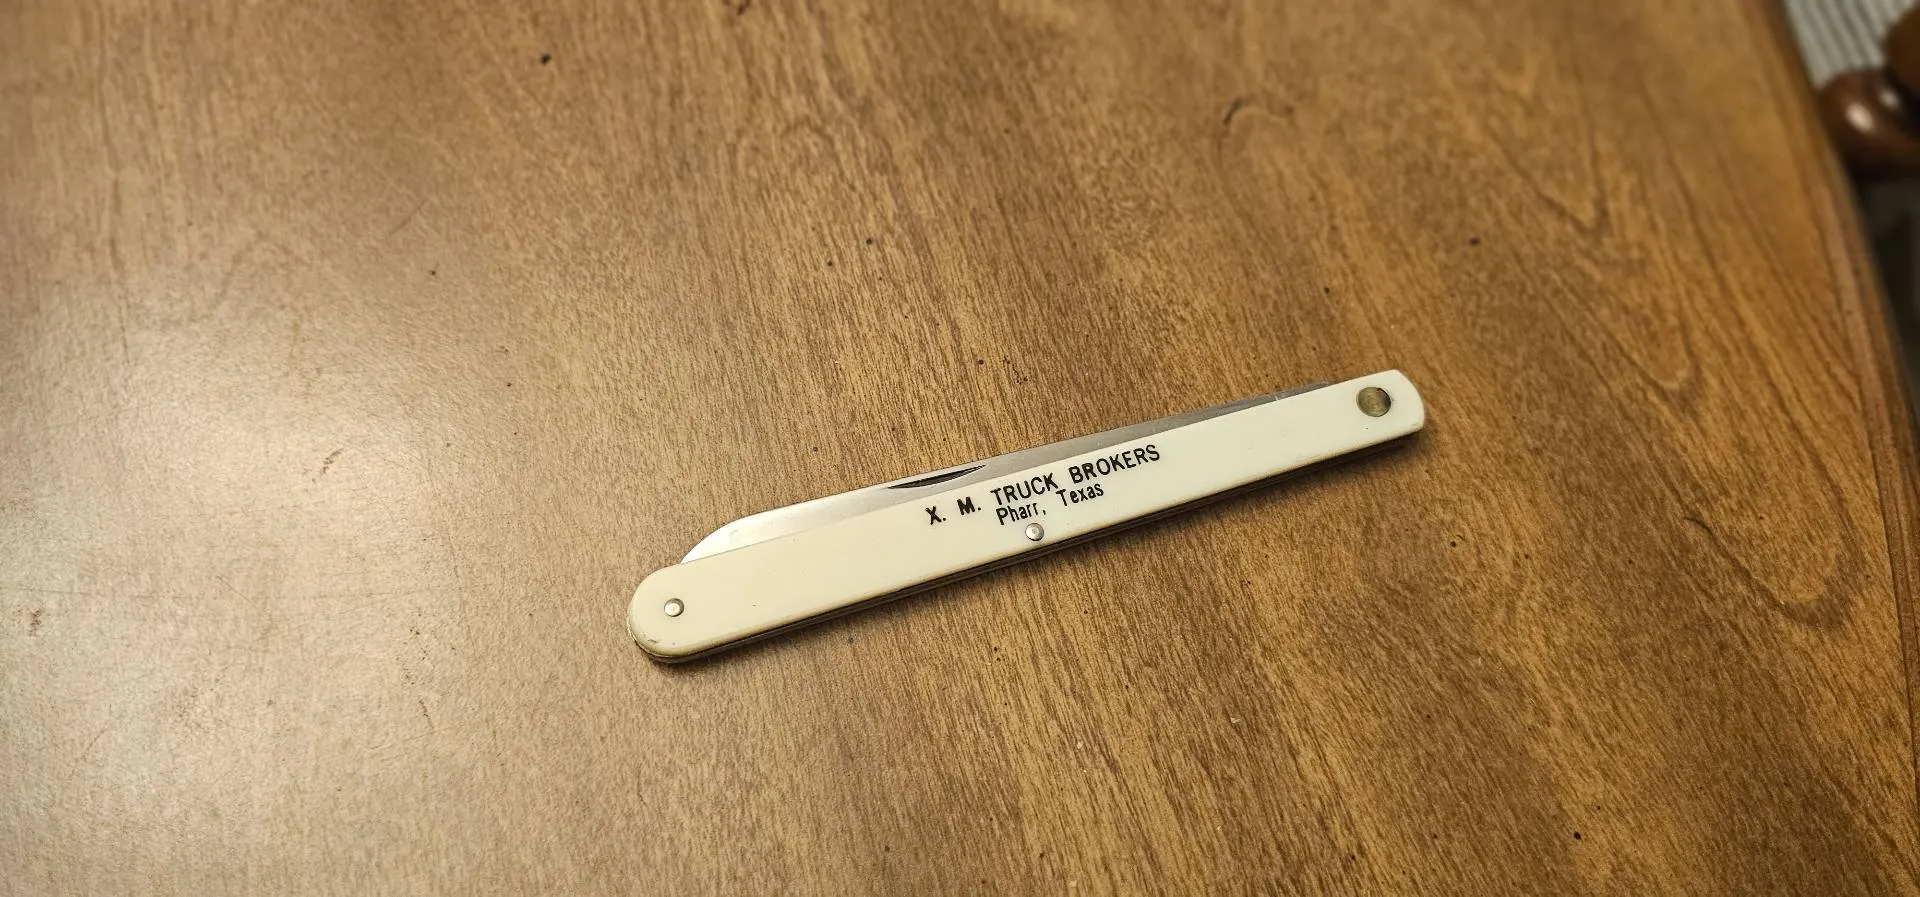 X. M. TRUCK BROKERS
Pharr, Texas